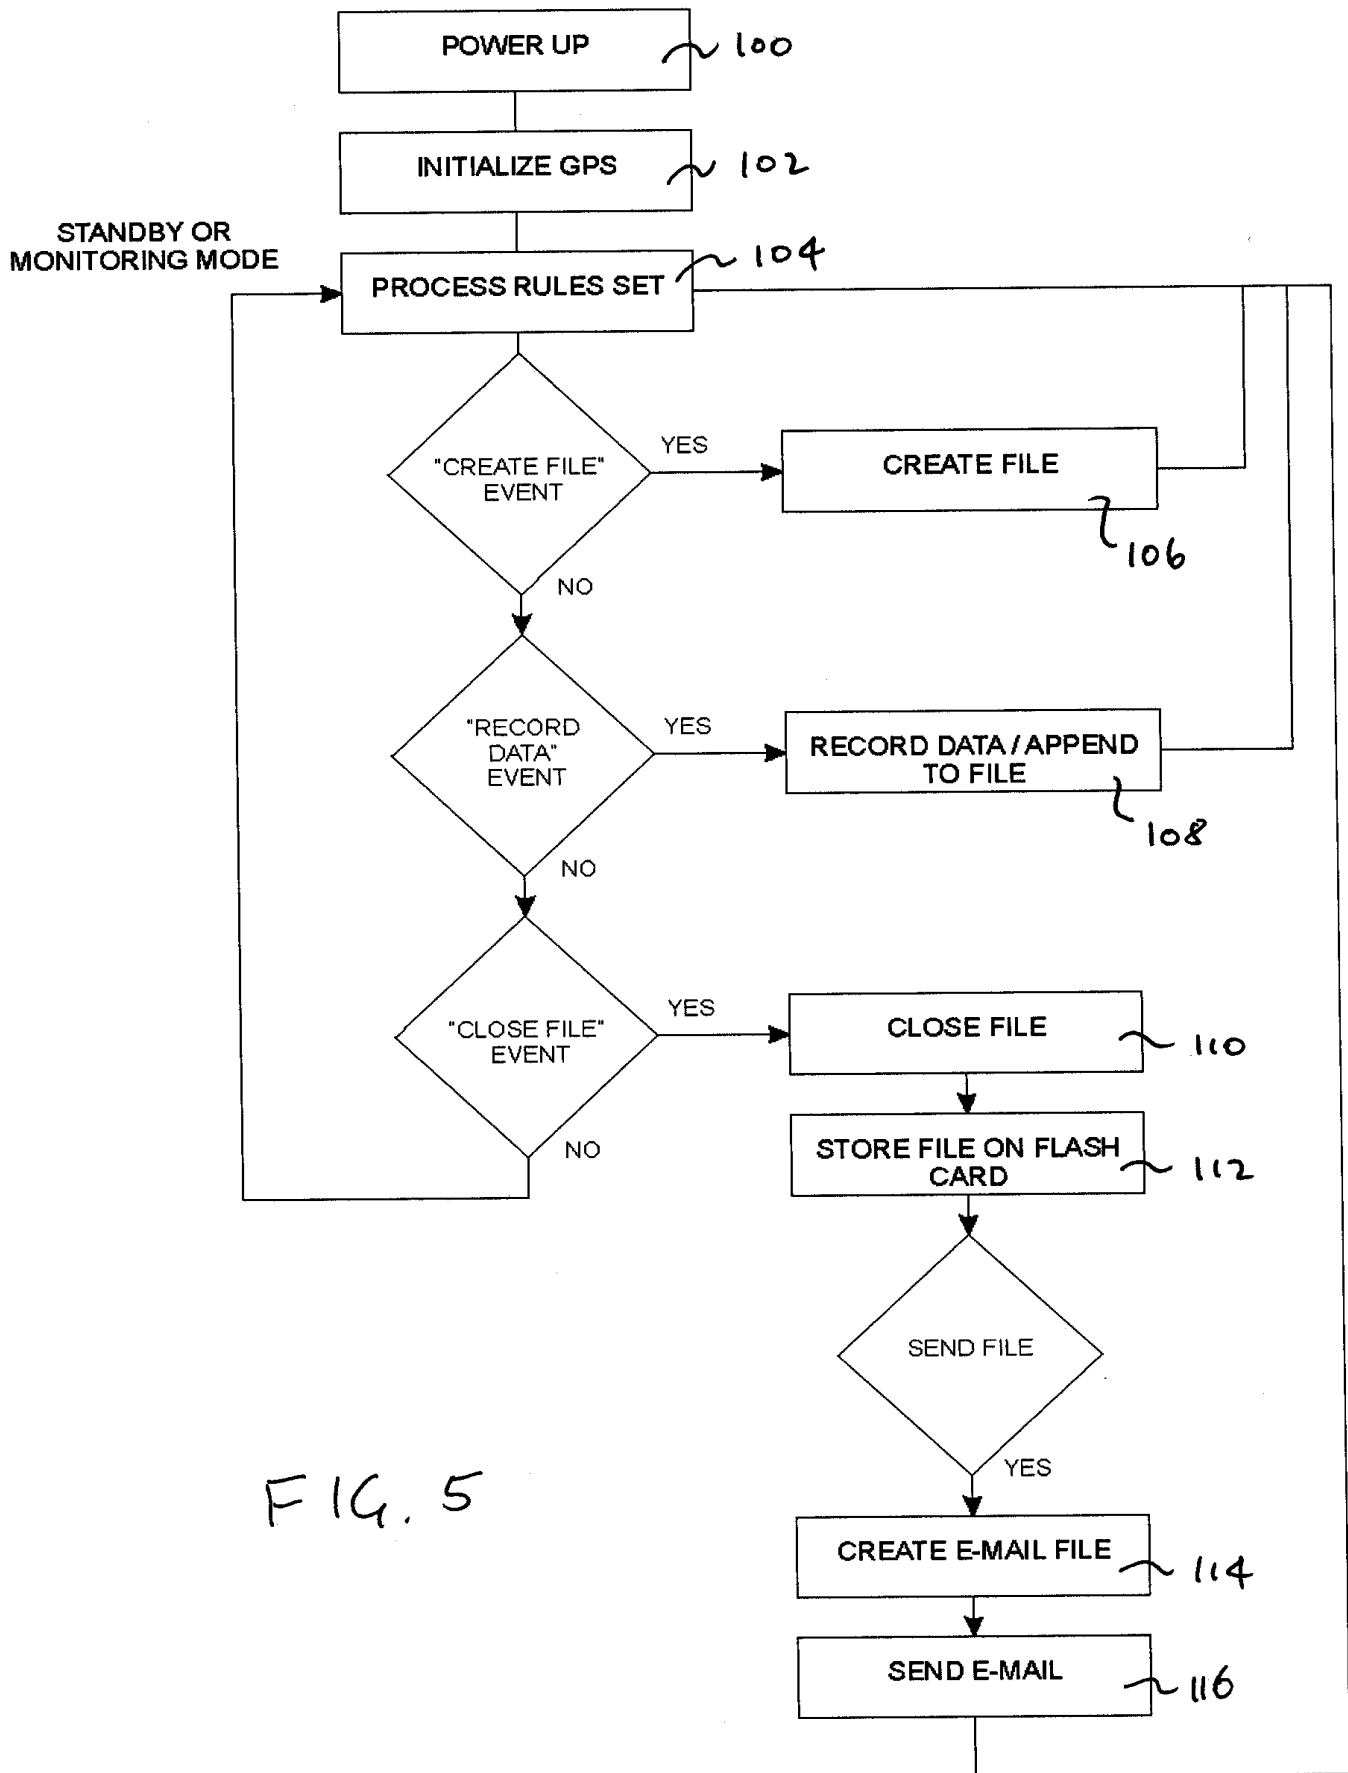 POWER UP
100
INITIALIZE GPS
102
STANDBY OR
MONITORING MODE
PROCESS RULES SET
104
"CREATE FILE"
EVENT
YES
CREATE FILE
106
NO
"RECORD
DATA"
EVENT
YES
RECORD DATA / APPEND
TO FILE
108
NO
"CLOSE FILE"
EVENT
YES
CLOSE FILE
110
NO
STORE FILE ON FLASH
CARD
112
SEND FILE
YES
CREATE E-MAIL FILE
114
SEND E-MAIL
116
FIG. 5